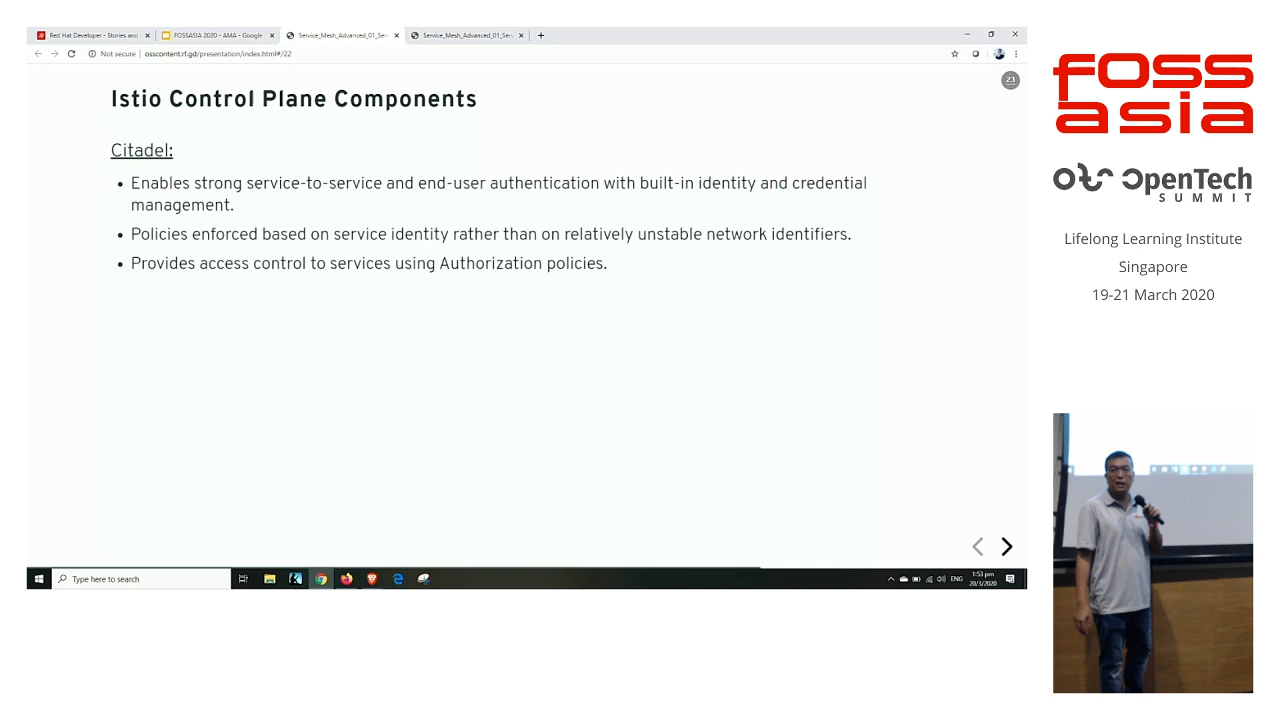 Red Hat Developer - Stories and
FOSSASIA 2020 - AMA - Google
Service_Mesh_Advanced_01_Ser
Service_Mesh_Advanced_01_Ser
Not secure
osscontent.rf.gd/presentation/index.html#/22
23
Istio Control Plane Components
Citadel:
Enables strong service-to-service and end-user authentication with built-in identity and credential
management.
Policies enforced based on service identity rather than on relatively unstable network identifiers.
Provides access control to services using Authorization policies.
Type here to search
ENG
1:53 pm
20/3/2020
FOSS
asia
OpenTech
SUMMIT
Lifelong Learning Institute
Singapore
19-21 March 2020